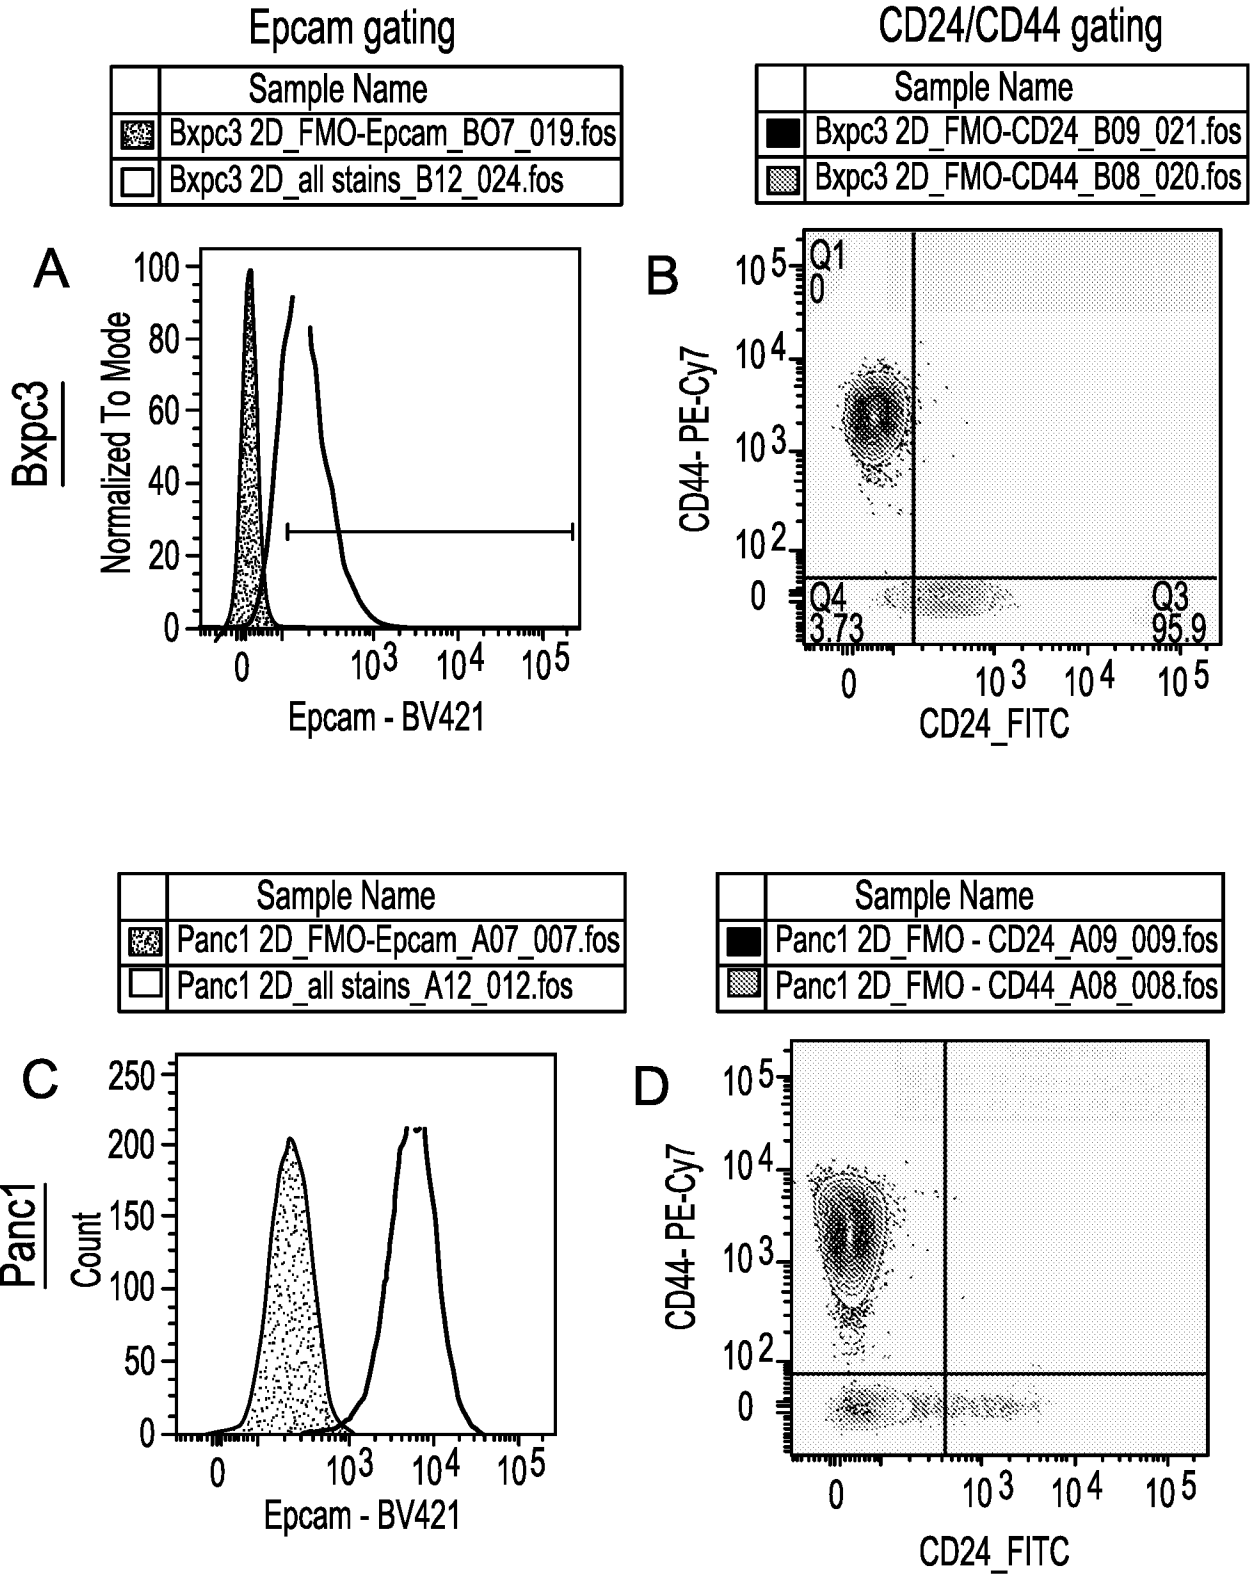 Epcam gating
Sample Name
Bxpc3 2D_FMO-Epcam_BO7_019.fos
Bxpc3 2D_all stains_B12_024.fos
CD24/CD44 gating
Sample Name
Bxpc3 2D_FMO-CD24_B09_021.fos
Bxpc3 2D_FMO-CD44_B08_020.fos
Bxpc3
A
Normalized To Mode
100
80
60
40
20
0
0 10³ 10⁴ 10⁵
Epcam - BV421
B
CD44- PE-Cy7
10⁵
10⁴
10³
10²
0
Q1
0
Q4
3.73
Q3
95.9
0 10³ 10⁴ 10⁵
CD24_FITC
Sample Name
Panc1 2D_FMO-Epcam_A07_007.fos
Panc1 2D_all stains_A12_012.fos
Sample Name
Panc1 2D_FMO - CD24_A09_009.fos
Panc1 2D_FMO - CD44_A08_008.fos
Panc1
C
Count
250
200
150
100
50
0
0 10³ 10⁴ 10⁵
Epcam - BV421
D
CD44- PE-Cy7
10⁵
10⁴
10³
10²
0
0 10³ 10⁴ 10⁵
CD24_FITC